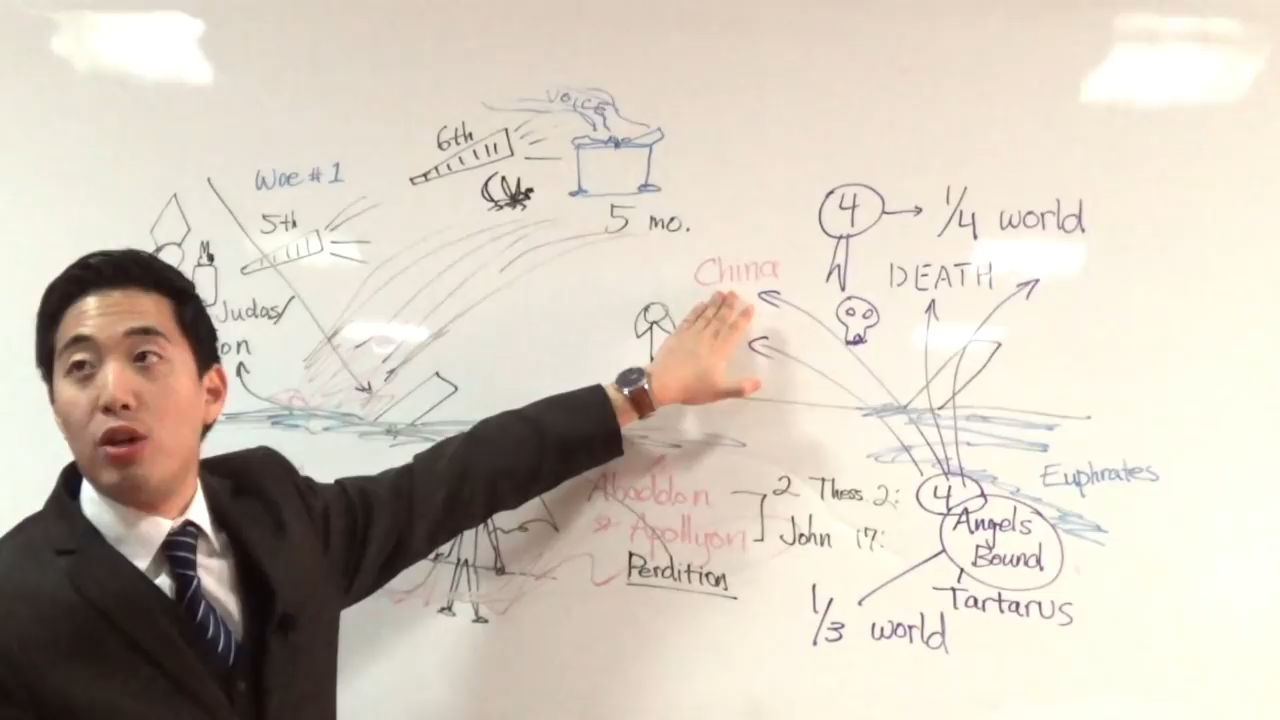 VOICE
6th
Woe #1
5th
5 mo.
4 → 1/4 world
China
DEATH
Judas/
on
Euphrates
Abaddon
Apollyon
Perdition
2 Thess 2:
John 17:
4
Angels
Bound
Tartarus
1/3 world